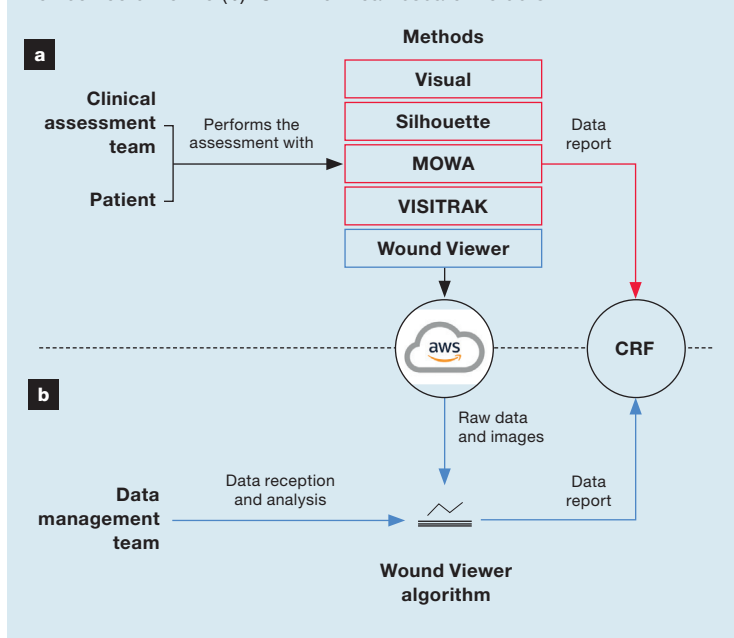 Methods
a
Visual
Clinical
assessment
team
Performs the
assessment with
Silhouette
Data
report
MOWA
Patient
VISITRAK
Wound Viewer
aws
CRF
b
Raw data
and images
Data
management
team
Data reception
and analysis
Data
report
Wound Viewer
algorithm